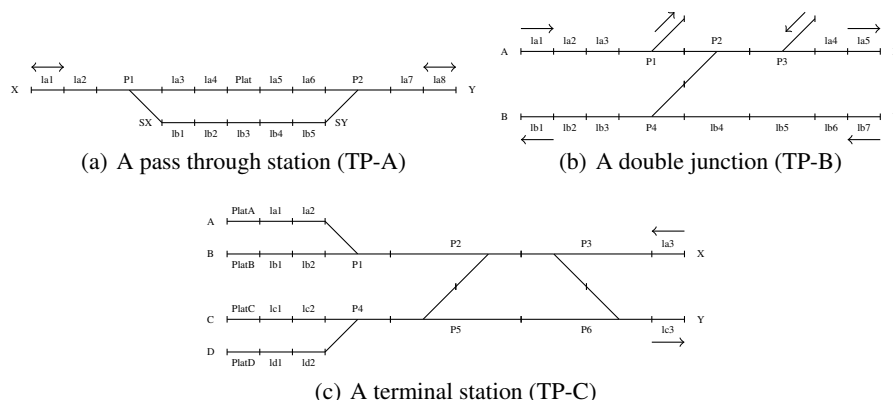 la1 la2 P1 la3 la4 Plat la5 la6 P2 la7 la8
X Y
SX lb1 lb2 lb3 lb4 lb5 SY
(a) A pass through station (TP-A)
la1 la2 la3 P1 P2 P3 la4 la5
A
B
lb1 lb2 lb3 P4 lb4 lb5 lb6 lb7
(b) A double junction (TP-B)
PlatA la1 la2
A
B P2 P3 la3 X
PlatB lb1 lb2 P1
PlatC lc1 lc2 P4
C Y
P5 P6 lc3
D
PlatD ld1 ld2
(c) A terminal station (TP-C)